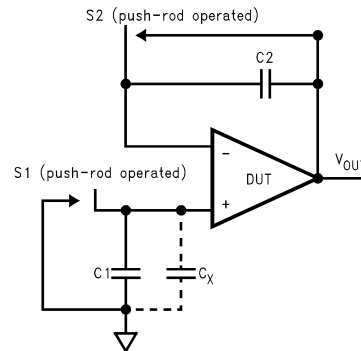 S2 (push-rod operated)
C2
−
DUT
V_OUT
S1 (push-rod operated)
+
C1
C_X